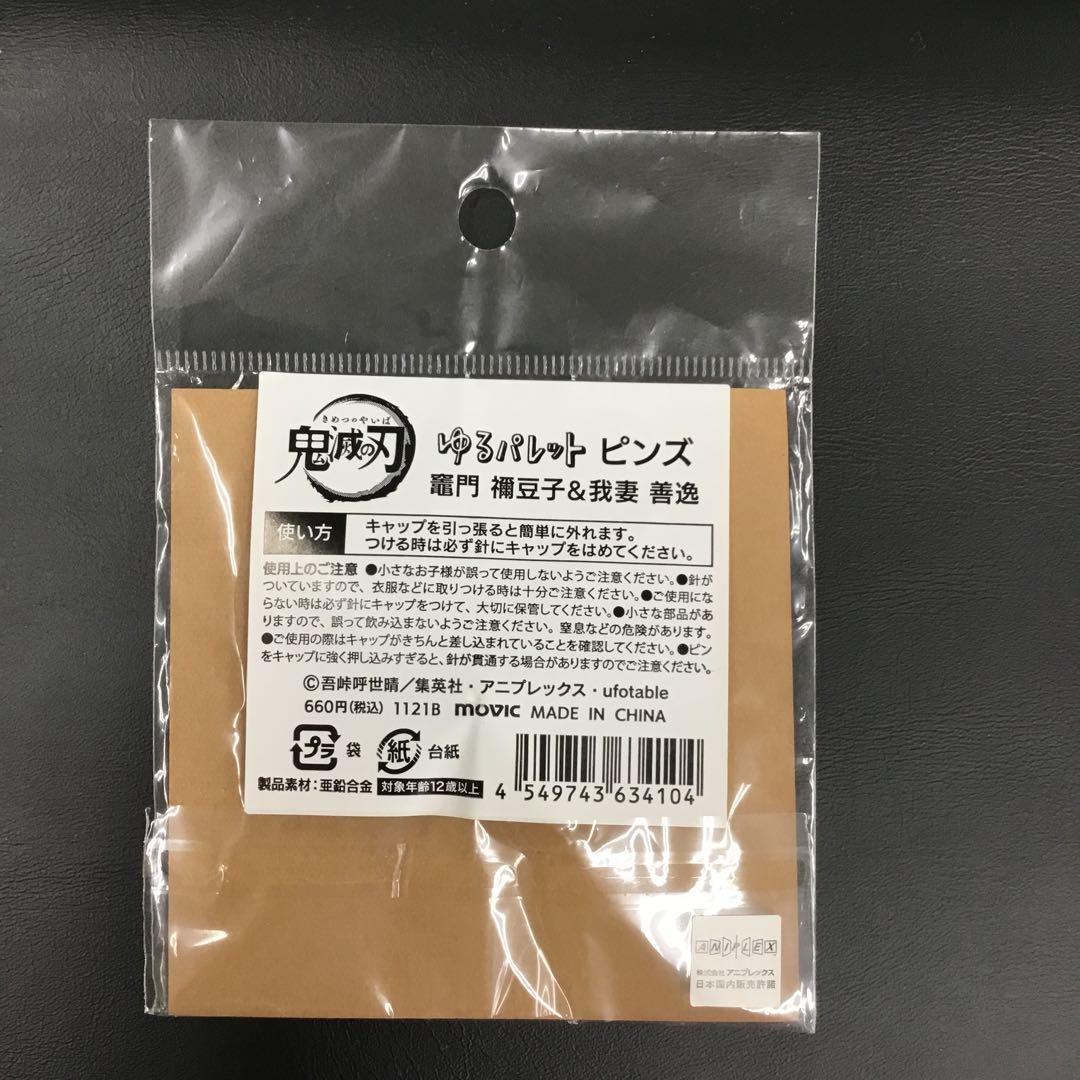 きめつのやいば
鬼滅の刃
ゆるパレット ピンズ
竈門 禰豆子&我妻 善逸
使い方
キャップを引っ張ると簡単に外れます。
つける時は必ず針にキャップをはめてください。
使用上のご注意 ●小さなお子様が誤って使用しないようご注意ください。●針が
ついていますので、衣服などに取りつける時は十分ご注意ください。●ご使用にな
らない時は必ず針にキャップをつけて、大切に保管してください。●小さな部品があ
りますので、誤って飲み込まないようご注意ください。窒息などの危険があります。
●ご使用の際はキャップがきちんと差し込まれていることを確認してください。●ピン
をキャップに強く押し込みすぎると、針が貫通する場合がありますのでご注意ください。
©吾峠呼世晴/集英社・アニプレックス・ufotable
660円(税込) 1121B movic MADE IN CHINA
プラ 袋 紙 台紙
製品素材:亜鉛合金 対象年齢12歳以上
4 549743 634104
ANIPLEX
株式会社 アニプレックス
日本国内販売許諾